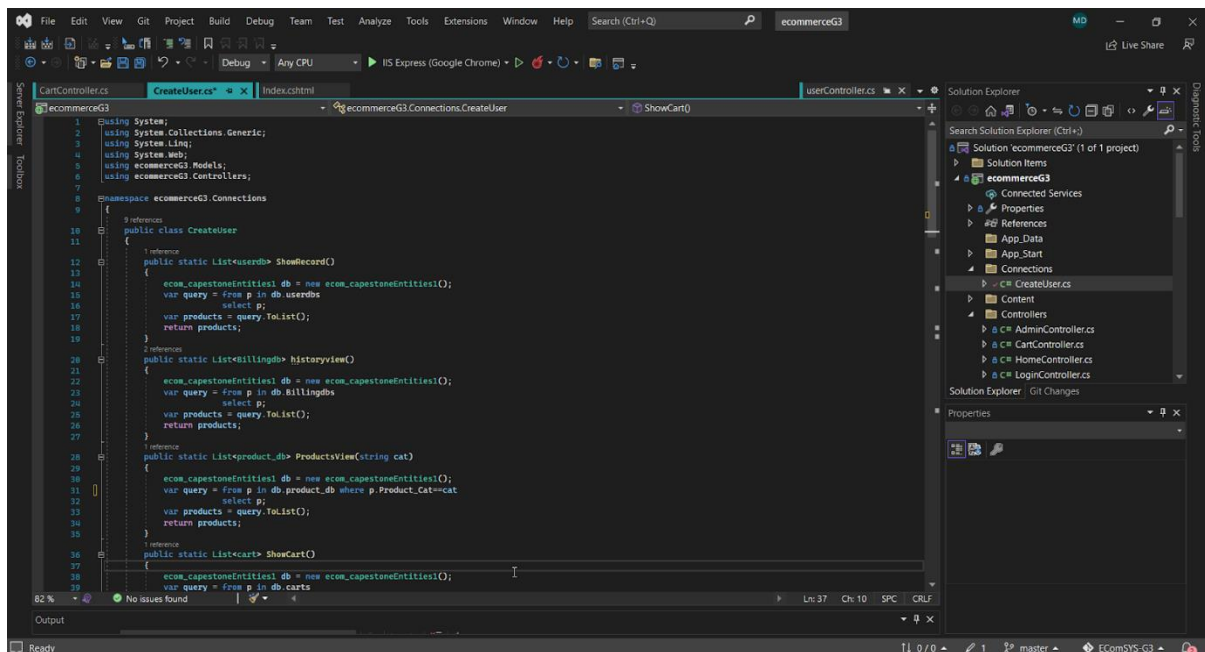 File Edit View Git Project Build Debug Team Test Analyze Tools Extensions Window Help Search (Ctrl+Q) ecommerceG3 MD
Live Share
Debug Any CPU IIS Express (Google Chrome)
CartController.cs CreateUser.cs* Index.cshtml userController.cs
ecommerceG3 ecommerceG3.Connections.CreateUser ShowCart()
1 using System;
2 using System.Collections.Generic;
3 using System.Linq;
4 using System.Web;
5 using ecommerceG3.Models;
6 using ecommerceG3.Controllers;
7
8 namespace ecommerceG3.Connections
9 {
9 references
10 public class CreateUser
11 {
1 reference
12 public static List<userdb> ShowRecord()
13 {
14 ecom_capestoneEntities1 db = new ecom_capestoneEntities1();
15 var query = from p in db.userdbs
16 select p;
17 var products = query.ToList();
18 return products;
19 }
2 references
20 public static List<Billingdb> historyview()
21 {
22 ecom_capestoneEntities1 db = new ecom_capestoneEntities1();
23 var query = from p in db.Billingdbs
24 select p;
25 var products = query.ToList();
26 return products;
27 }
1 reference
28 public static List<product_db> ProductsView(string cat)
29 {
30 ecom_capestoneEntities1 db = new ecom_capestoneEntities1();
31 var query = from p in db.product_db where p.Product_Cat==cat
32 select p;
33 var products = query.ToList();
34 return products;
35 }
1 reference
36 public static List<cart> ShowCart()
37 {
38 ecom_capestoneEntities1 db = new ecom_capestoneEntities1();
39 var query = from p in db.carts
82 % No issues found Ln: 37 Ch: 10 SPC CRLF
Output
Ready 0 / 0 1 master EComSYS-G3
Server Explorer
Toolbox
Solution Explorer
Search Solution Explorer (Ctrl+;)
Solution 'ecommerceG3' (1 of 1 project)
Solution Items
ecommerceG3
Connected Services
Properties
References
App_Data
App_Start
Connections
C# CreateUser.cs
Content
Controllers
C# AdminController.cs
C# CartController.cs
C# HomeController.cs
C# LoginController.cs
Solution Explorer Git Changes
Properties
Diagnostic Tools